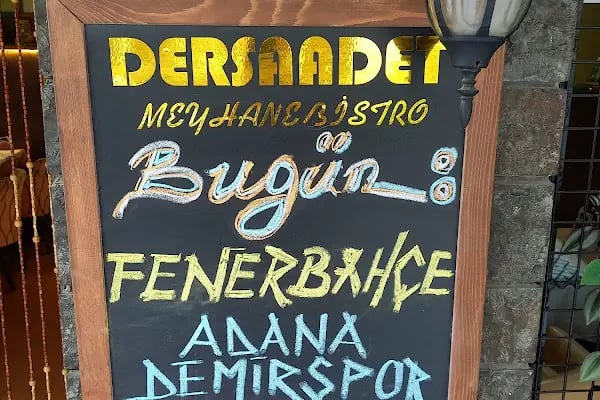 DERSAADET
MEYHANEBİSTRO
Bugün:
FENERBAHÇE
ADANA
DEMİRSPOR